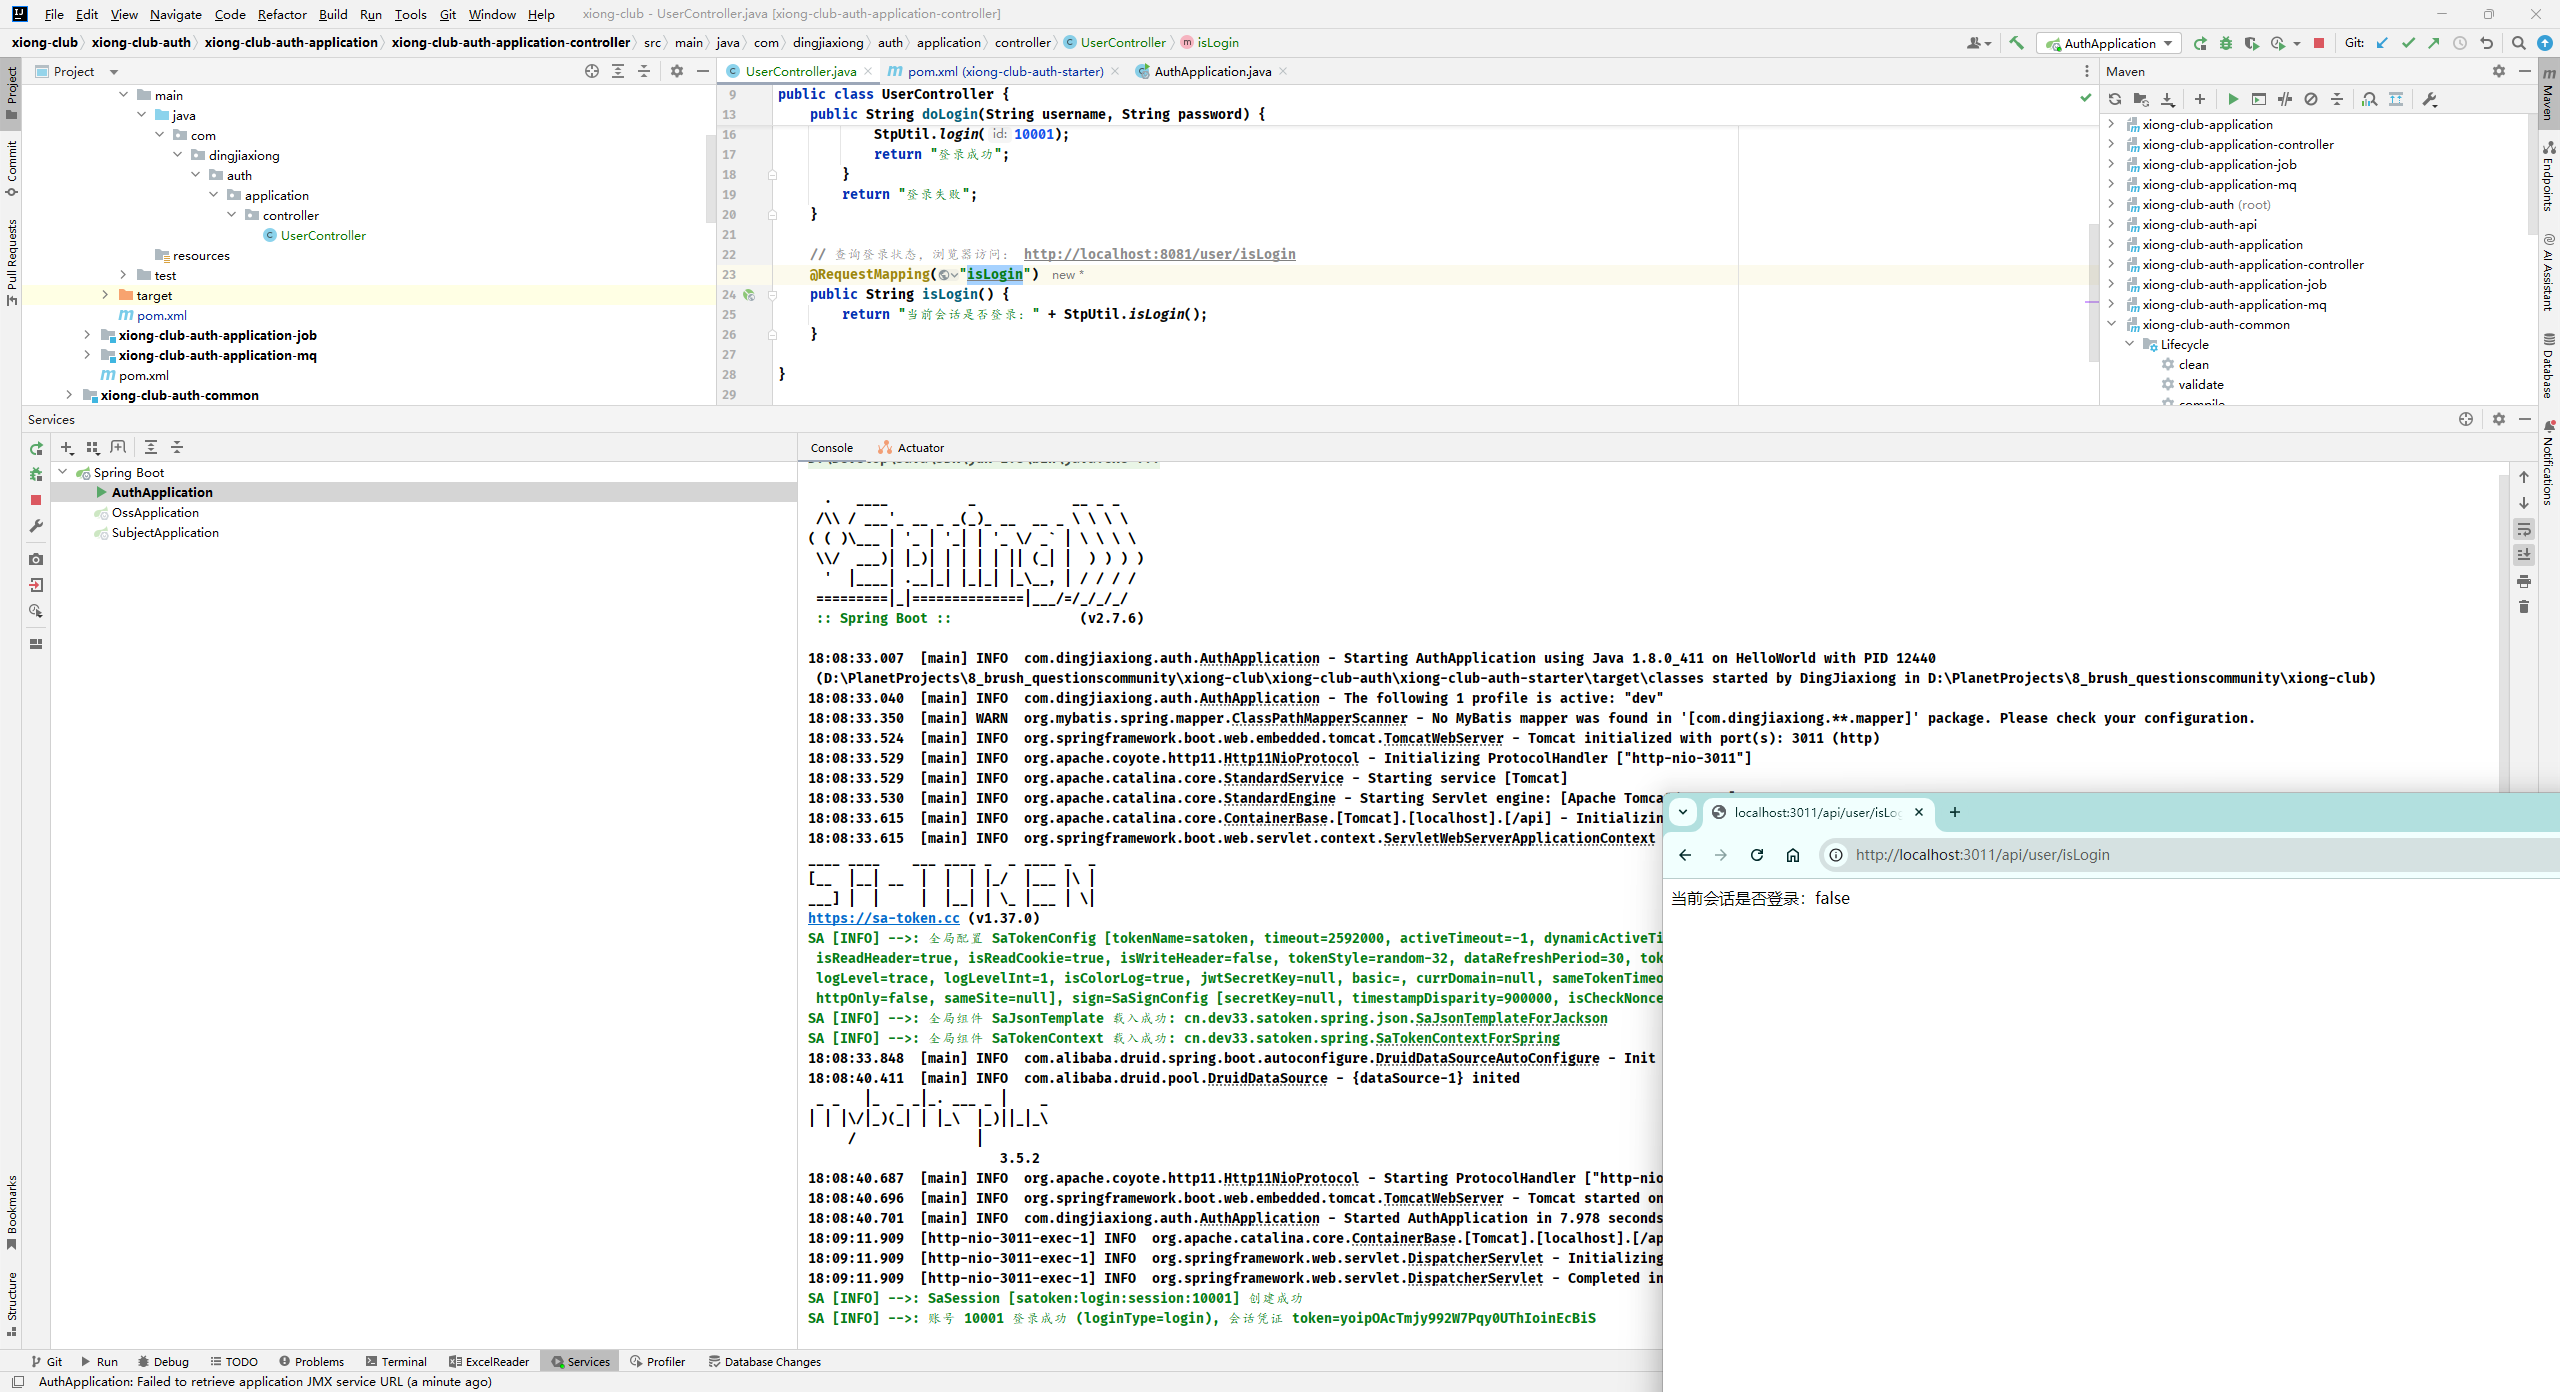 File Edit View Navigate Code Refactor Build Run Tools Git Window Help xiong-club - UserController.java [xiong-club-auth-application-controller]
xiong-club xiong-club-auth xiong-club-auth-application xiong-club-auth-application-controller src main java com dingjiaxiong auth application controller UserController isLogin
AuthApplication Git:
Project
UserController.java pom.xml (xiong-club-auth-starter) AuthApplication.java
Maven
Project
Commit
Pull Requests
Bookmarks
Structure
main
java
com
dingjiaxiong
auth
application
controller
UserController
resources
test
target
pom.xml
xiong-club-auth-application-job
xiong-club-auth-application-mq
pom.xml
xiong-club-auth-common
9 public class UserController {
13 public String doLogin(String username, String password) {
16 StpUtil.login( id: 10001);
17 return "登录成功";
18 }
19 return "登录失败";
20 }
21
22 // 查询登录状态，浏览器访问： http://localhost:8081/user/isLogin
23 @RequestMapping("isLogin") new *
24 public String isLogin() {
25 return "当前会话是否登录：" + StpUtil.isLogin();
26 }
27
28 }
29
xiong-club-application
xiong-club-application-controller
xiong-club-application-job
xiong-club-application-mq
xiong-club-auth (root)
xiong-club-auth-api
xiong-club-auth-application
xiong-club-auth-application-controller
xiong-club-auth-application-job
xiong-club-auth-application-mq
xiong-club-auth-common
Lifecycle
clean
validate
compile
Maven
Endpoints
AI Assistant
Database
Notifications
Services
Spring Boot
AuthApplication
OssApplication
SubjectApplication
Console Actuator
:: Spring Boot :: (v2.7.6)
18:08:33.007 [main] INFO com.dingjiaxiong.auth.AuthApplication - Starting AuthApplication using Java 1.8.0_411 on HelloWorld with PID 12440
(D:\PlanetProjects\8_brush_questionscommunity\xiong-club\xiong-club-auth\xiong-club-auth-starter\target\classes started by DingJiaxiong in D:\PlanetProjects\8_brush_questionscommunity\xiong-club)
18:08:33.040 [main] INFO com.dingjiaxiong.auth.AuthApplication - The following 1 profile is active: "dev"
18:08:33.350 [main] WARN org.mybatis.spring.mapper.ClassPathMapperScanner - No MyBatis mapper was found in '[com.dingjiaxiong.**.mapper]' package. Please check your configuration.
18:08:33.524 [main] INFO org.springframework.boot.web.embedded.tomcat.TomcatWebServer - Tomcat initialized with port(s): 3011 (http)
18:08:33.529 [main] INFO org.apache.coyote.http11.Http11NioProtocol - Initializing ProtocolHandler ["http-nio-3011"]
18:08:33.529 [main] INFO org.apache.catalina.core.StandardService - Starting service [Tomcat]
18:08:33.530 [main] INFO org.apache.catalina.core.StandardEngine - Starting Servlet engine: [Apache Tomca
18:08:33.615 [main] INFO org.apache.catalina.core.ContainerBase.[Tomcat].[localhost].[/api] - Initializin
18:08:33.615 [main] INFO org.springframework.boot.web.servlet.context.ServletWebServerApplicationContext
https://sa-token.cc (v1.37.0)
SA [INFO] -->: 全局配置 SaTokenConfig [tokenName=satoken, timeout=2592000, activeTimeout=-1, dynamicActiveTi
isReadHeader=true, isReadCookie=true, isWriteHeader=false, tokenStyle=random-32, dataRefreshPeriod=30, tok
logLevel=trace, logLevelInt=1, isColorLog=true, jwtSecretKey=null, basic=, currDomain=null, sameTokenTimeo
httpOnly=false, sameSite=null], sign=SaSignConfig [secretKey=null, timestampDisparity=900000, isCheckNonce
SA [INFO] -->: 全局组件 SaJsonTemplate 载入成功: cn.dev33.satoken.spring.json.SaJsonTemplateForJackson
SA [INFO] -->: 全局组件 SaTokenContext 载入成功: cn.dev33.satoken.spring.SaTokenContextForSpring
18:08:33.848 [main] INFO com.alibaba.druid.spring.boot.autoconfigure.DruidDataSourceAutoConfigure - Init
18:08:40.411 [main] INFO com.alibaba.druid.pool.DruidDataSource - {dataSource-1} inited
3.5.2
18:08:40.687 [main] INFO org.apache.coyote.http11.Http11NioProtocol - Starting ProtocolHandler ["http-nio
18:08:40.696 [main] INFO org.springframework.boot.web.embedded.tomcat.TomcatWebServer - Tomcat started on
18:08:40.701 [main] INFO com.dingjiaxiong.auth.AuthApplication - Started AuthApplication in 7.978 seconds
18:09:11.909 [http-nio-3011-exec-1] INFO org.apache.catalina.core.ContainerBase.[Tomcat].[localhost].[/ap
18:09:11.909 [http-nio-3011-exec-1] INFO org.springframework.web.servlet.DispatcherServlet - Initializing
18:09:11.909 [http-nio-3011-exec-1] INFO org.springframework.web.servlet.DispatcherServlet - Completed in
SA [INFO] -->: SaSession [satoken:login:session:10001] 创建成功
SA [INFO] -->: 账号 10001 登录成功 (loginType=login), 会话凭证 token=yoipOAcTmjy992W7Pqy0UThIoinEcBiS
localhost:3011/api/user/isLog
http://localhost:3011/api/user/isLogin
当前会话是否登录：false
Git Run Debug TODO Problems Terminal ExcelReader Services Profiler Database Changes
AuthApplication: Failed to retrieve application JMX service URL (a minute ago)